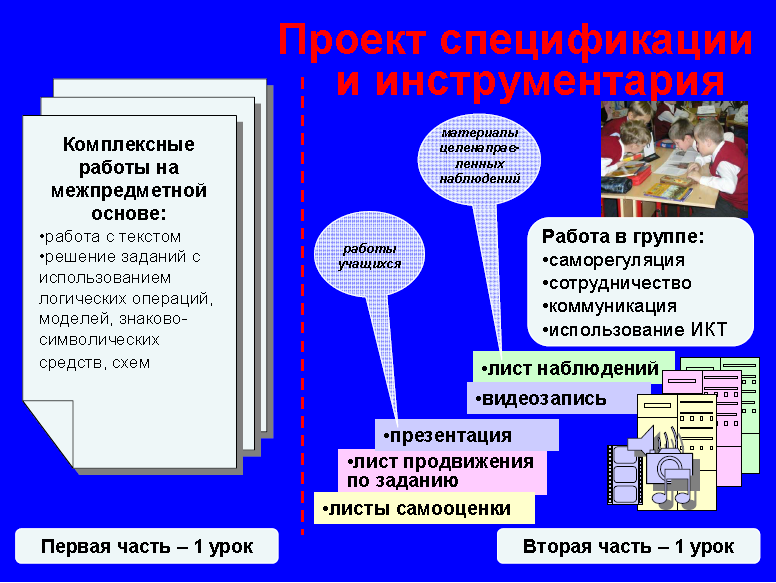 Проект спецификации
и инструментария
Комплексные
работы на
межпредметной
основе:
•работа с текстом
•решение заданий с
использованием
логических операций,
моделей, знаково-
символических
средств, схем
материалы
целенаправ-
ленных
наблюдений
работы
учащихся
Работа в группе:
•саморегуляция
•сотрудничество
•коммуникация
•использование ИКТ
•лист наблюдений
•видеозапись
•презентация
•лист продвижения
по заданию
•листы самооценки
Первая часть – 1 урок
Вторая часть – 1 урок